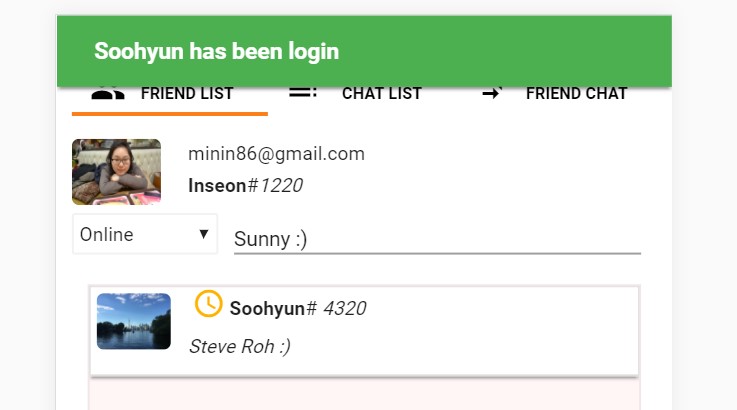 Soohyun has been login
FRIEND LIST CHAT LIST FRIEND CHAT
minin86@gmail.com
Inseon#1220
Online Sunny :)
Soohyun# 4320
Steve Roh :)